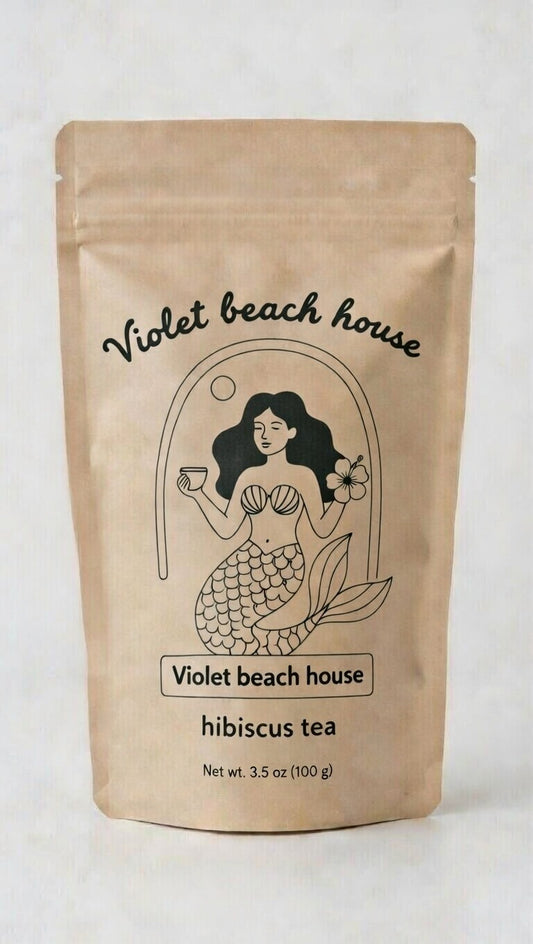 Violet beach house
Violet beach house
hibiscus tea
Net wt. 3.5 oz (100 g)